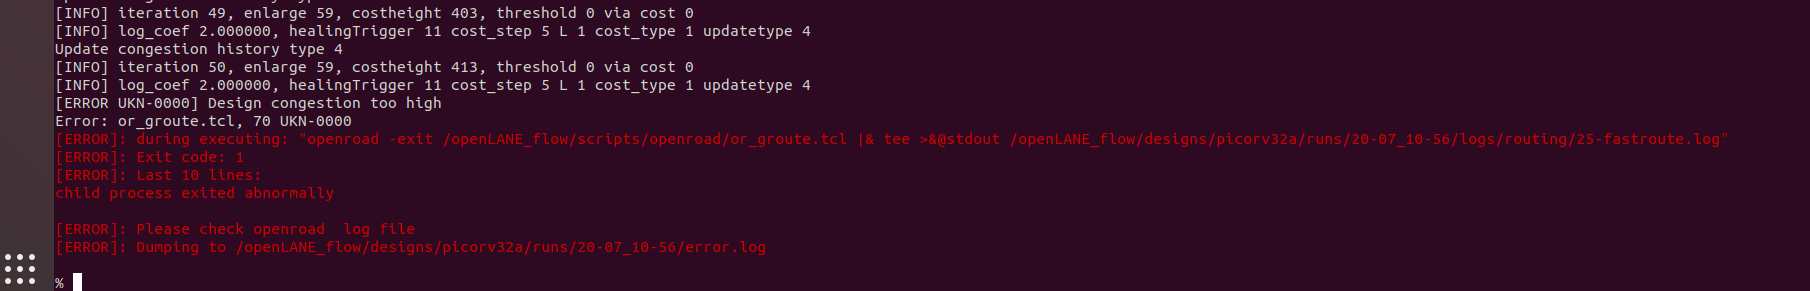 [INFO] iteration 49, enlarge 59, costheight 403, threshold 0 via cost 0
[INFO] log_coef 2.000000, healingTrigger 11 cost_step 5 L 1 cost_type 1 updatetype 4
Update congestion history type 4
[INFO] iteration 50, enlarge 59, costheight 413, threshold 0 via cost 0
[INFO] log_coef 2.000000, healingTrigger 11 cost_step 5 L 1 cost_type 1 updatetype 4
[ERROR UKN-0000] Design congestion too high
Error: or_groute.tcl, 70 UKN-0000
[ERROR]: during executing: "openroad -exit /openLANE_flow/scripts/openroad/or_groute.tcl |& tee >&@stdout /openLANE_flow/designs/picorv32a/runs/20-07_10-56/logs/routing/25-fastroute.log"
[ERROR]: Exit code: 1
[ERROR]: Last 10 lines:
child process exited abnormally
[ERROR]: Please check openroad  log file
[ERROR]: Dumping to /openLANE_flow/designs/picorv32a/runs/20-07_10-56/error.log
%